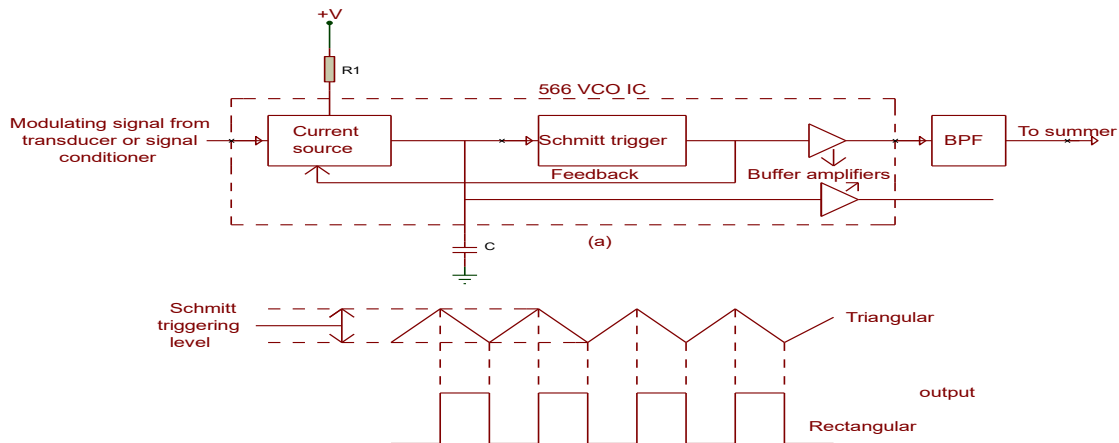 +V
R1
566 VCO IC
Modulating signal from
transducer or signal
conditioner
Current
source
Schmitt trigger
BPF
To summer
Feedback
Buffer amplifiers
(a)
C
Schmitt
triggering
level
Triangular
output
Rectangular